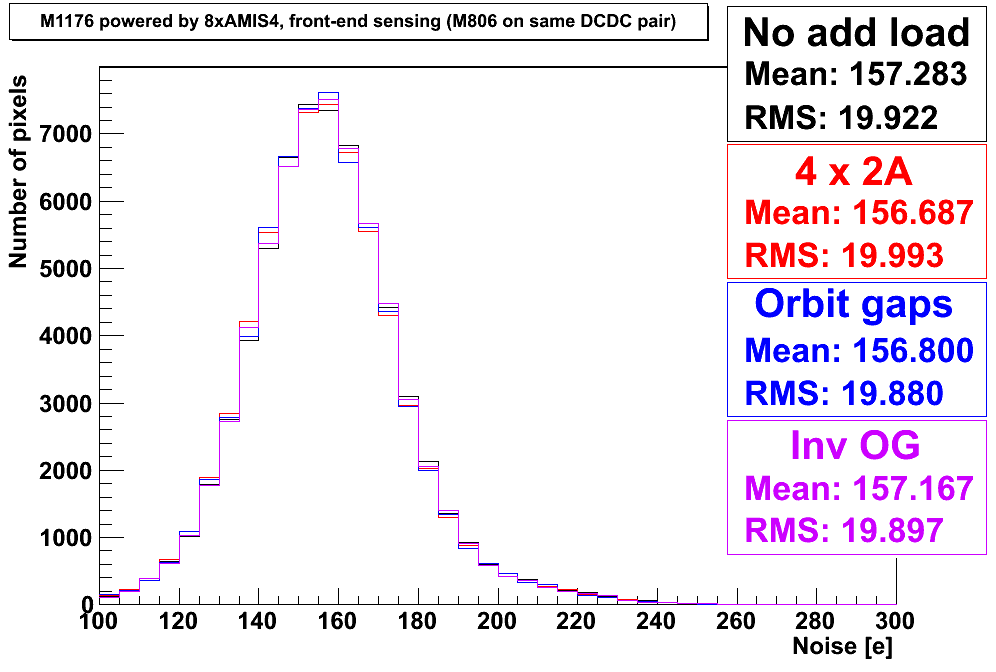 M1176 powered by 8xAMIS4, front-end sensing (M806 on same DCDC pair)
No add load
Mean: 157.283
RMS: 19.922
4 x 2A
Mean: 156.687
RMS: 19.993
Orbit gaps
Mean: 156.800
RMS: 19.880
Inv OG
Mean: 157.167
RMS: 19.897
Number of pixels
7000
6000
5000
4000
3000
2000
1000
0
100 120 140 160 180 200 220 240 260 280 300
Noise [e]